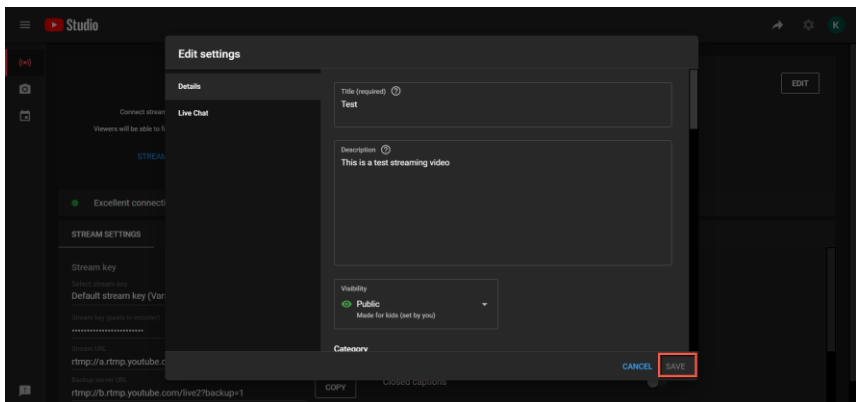 Studio
K
Edit settings
EDIT
Details
Live Chat
Title (required)
Test
Description
This is a test streaming video
Visibility
Public
Made for kids (set by you)
Category
CANCEL
SAVE
Connect stream
Viewers will be able to
STREAM
Excellent connecti
STREAM SETTINGS
Stream key
Select stream key
Default stream key (Var
Stream key (paste in encoder)
Stream URL
rtmp://a.rtmp.youtube.c
Backup server URL
rtmp://b.rtmp.youtube.com/live2?backup=1
COPY
Closed captions